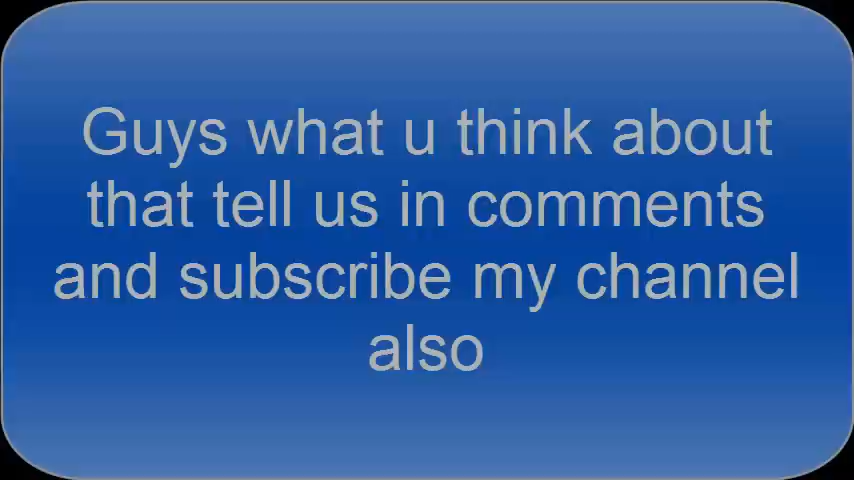 Guys what u think about
that tell us in comments
and subscribe my channel
also